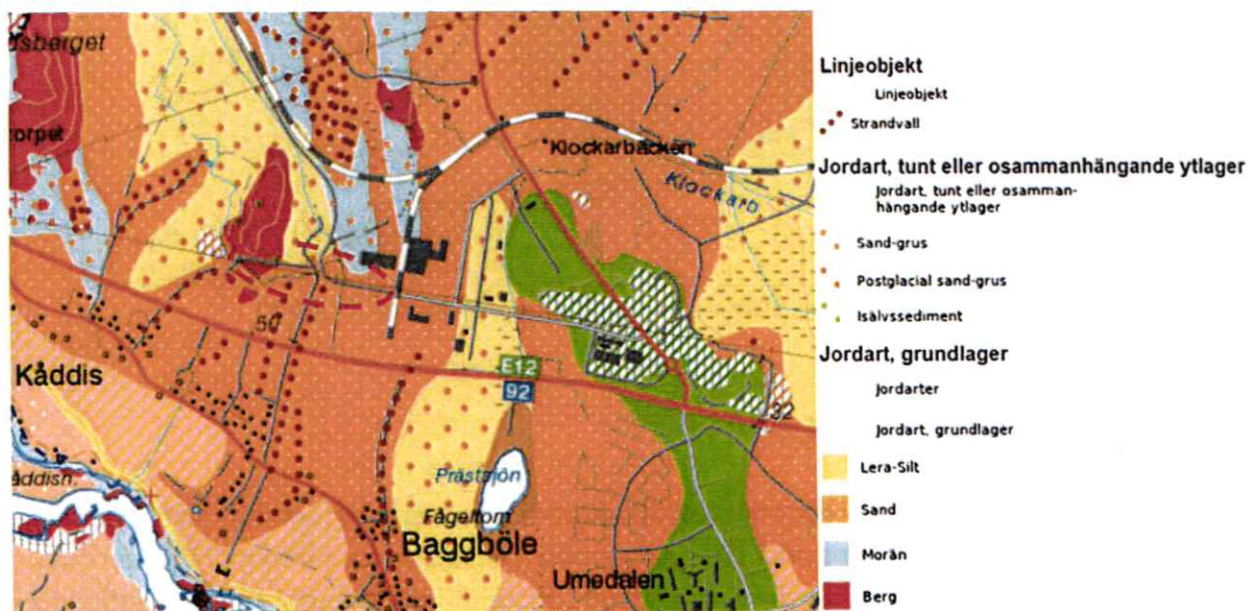 dsberget
torpet
Klockarbäcken
Klockarb
50
E12
92
Kåddis
32
Prästsjön
åddisn.
Fågeltorn
Baggböle
Umedalen
Linjeobjekt
Linjeobjekt
Strandvall
Jordart, tunt eller osammanhängande ytlager
Jordart, tunt eller osamman-
hängande ytlager
Sand-grus
Postglacial sand-grus
Isälvssediment
Jordart, grundlager
Jordarter
Jordart, grundlager
Lera-Silt
Sand
Morän
Berg